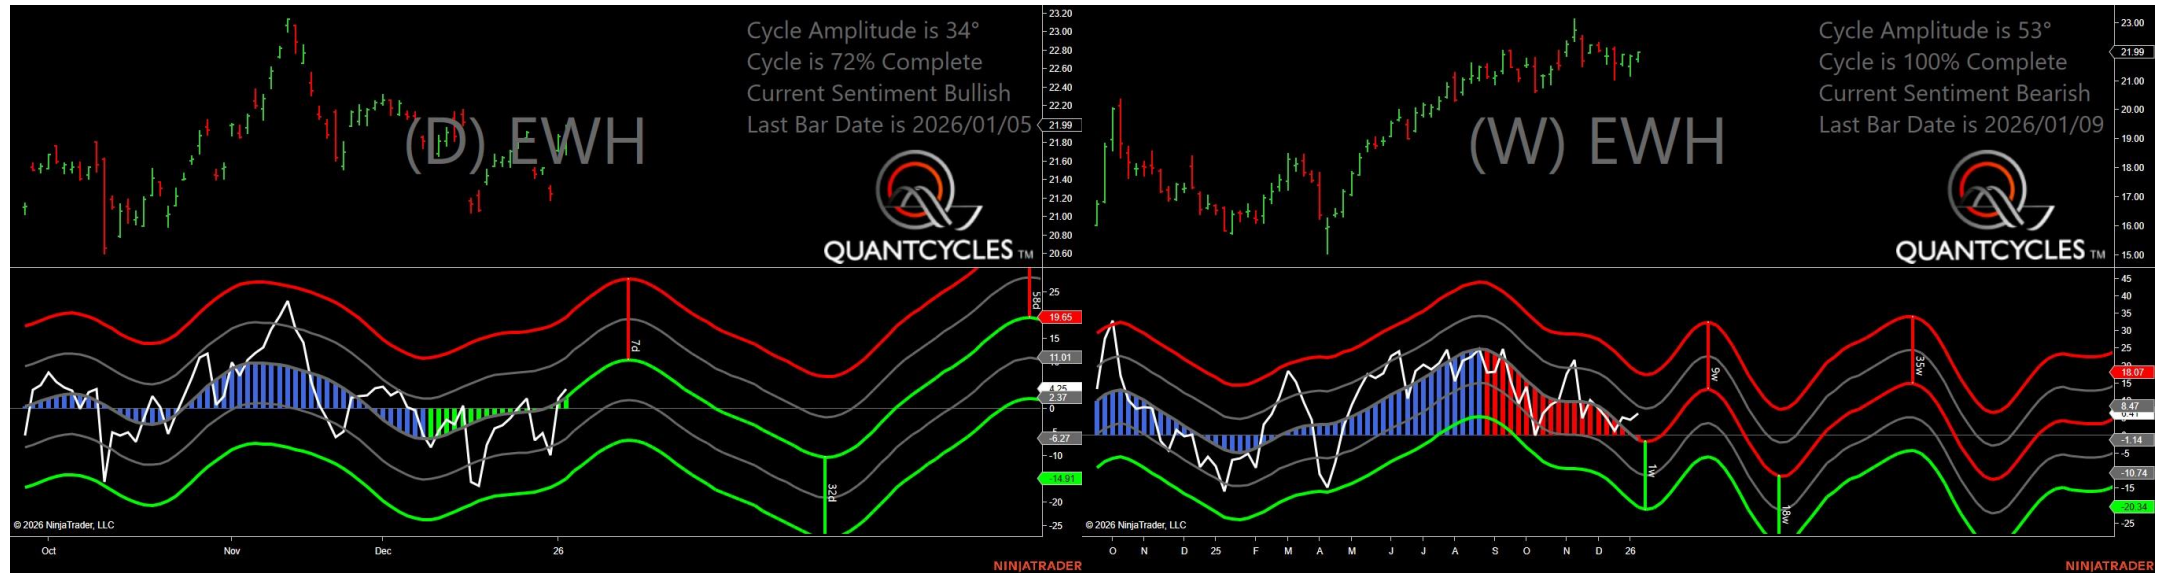 Cycle Amplitude is 34°
Cycle is 72% Complete
Current Sentiment Bullish
Last Bar Date is 2026/01/05
(D) EWH
QUANTCYCLES TM
23.20
23.00
22.80
22.60
22.40
22.20
21.99
21.80
21.60
21.40
21.20
21.00
20.80
20.60
25
19.65
15
11.01
4.25
2.37
0
-6.27
-10
-14.91
-20
-25
7d
32d
58d
© 2026 NinjaTrader, LLC
Oct Nov Dec 26
NINJATRADER
Cycle Amplitude is 53°
Cycle is 100% Complete
Current Sentiment Bearish
Last Bar Date is 2026/01/09
(W) EWH
QUANTCYCLES TM
23.00
21.99
21.00
20.00
19.00
18.00
17.00
16.00
15.00
45
40
35
30
25
18.07
15
8.47
-1.14
-5
-10.74
-15
-20.34
-25
1w
9w
18w
35w
© 2026 NinjaTrader, LLC
O N D 25 F M A M J J A S O N D 26
NINJATRADER